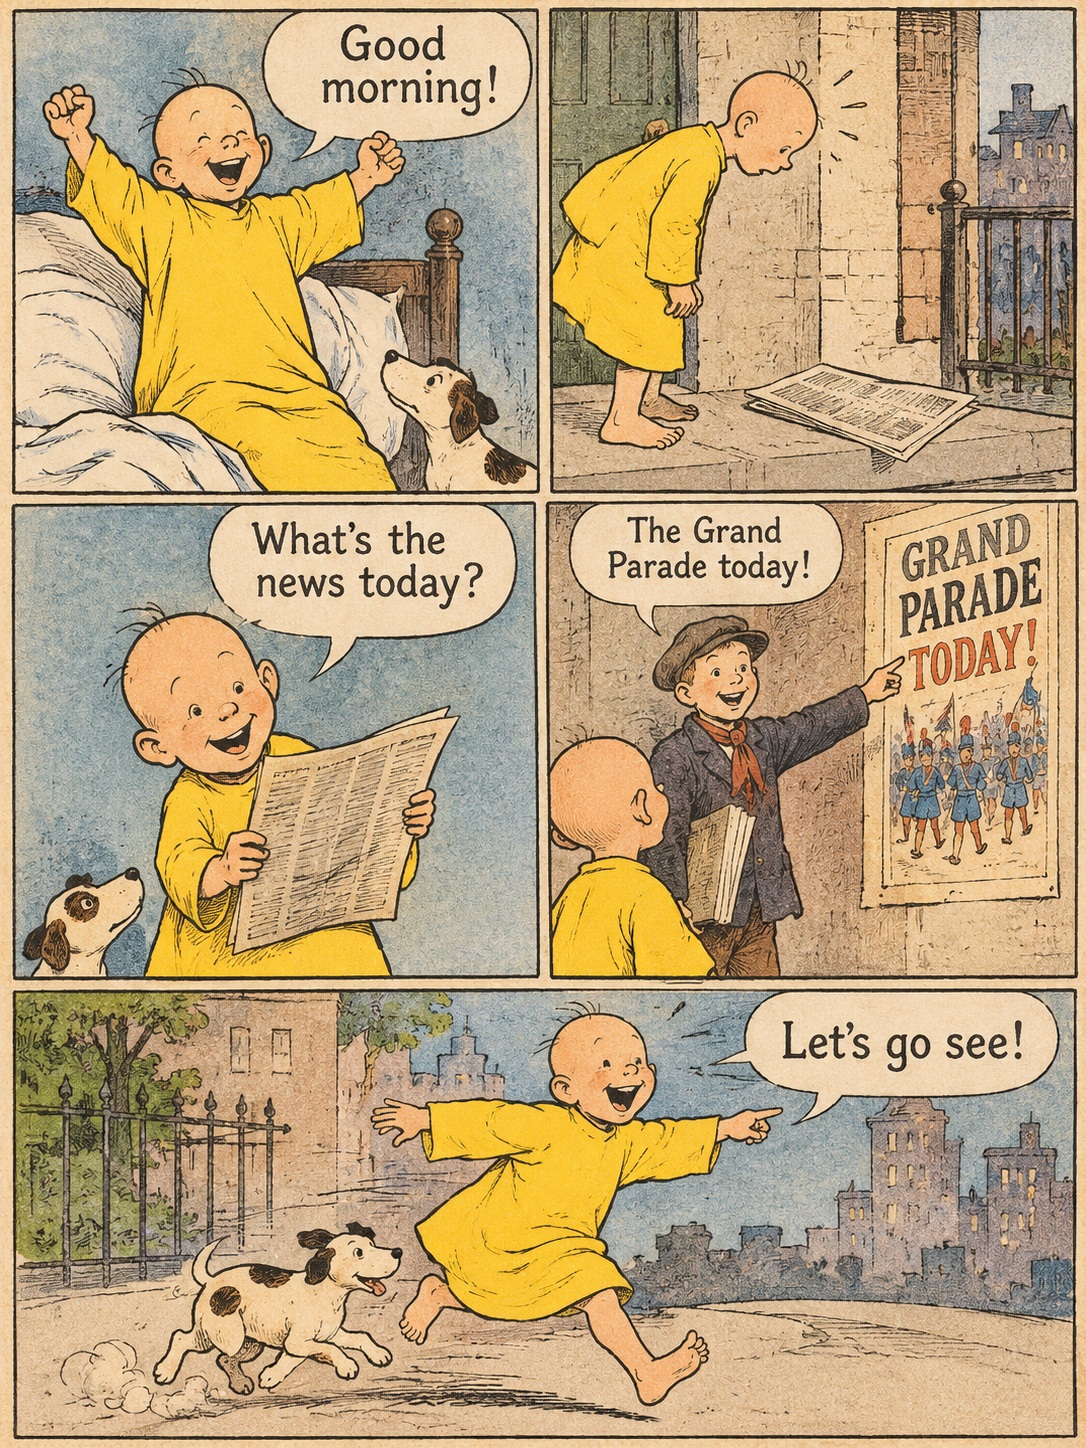 Good
morning!
What's the
news today?
The Grand
Parade today!
GRAND
PARADE
TODAY!
Let's go see!